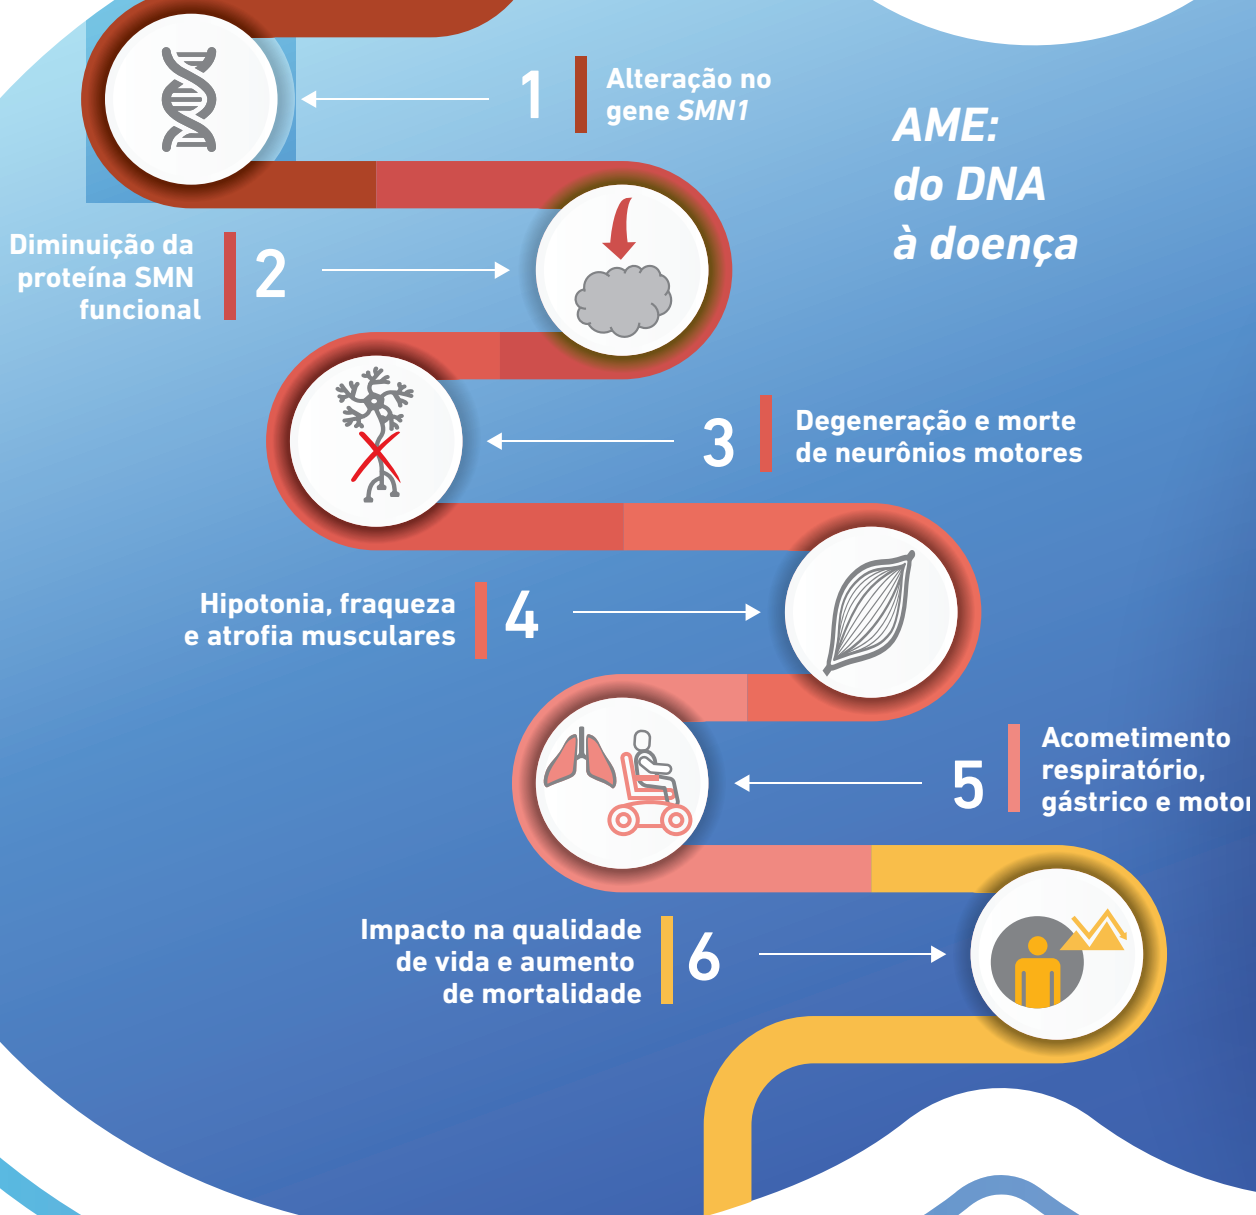 AME:
do DNA
à doença
1
Alteração no
gene SMN1
2
Diminuição da
proteína SMN
funcional
3
Degeneração e morte
de neurônios motores
4
Hipotonia, fraqueza
e atrofia musculares
5
Acometimento
respiratório,
gástrico e motor
6
Impacto na qualidade
de vida e aumento
de mortalidade